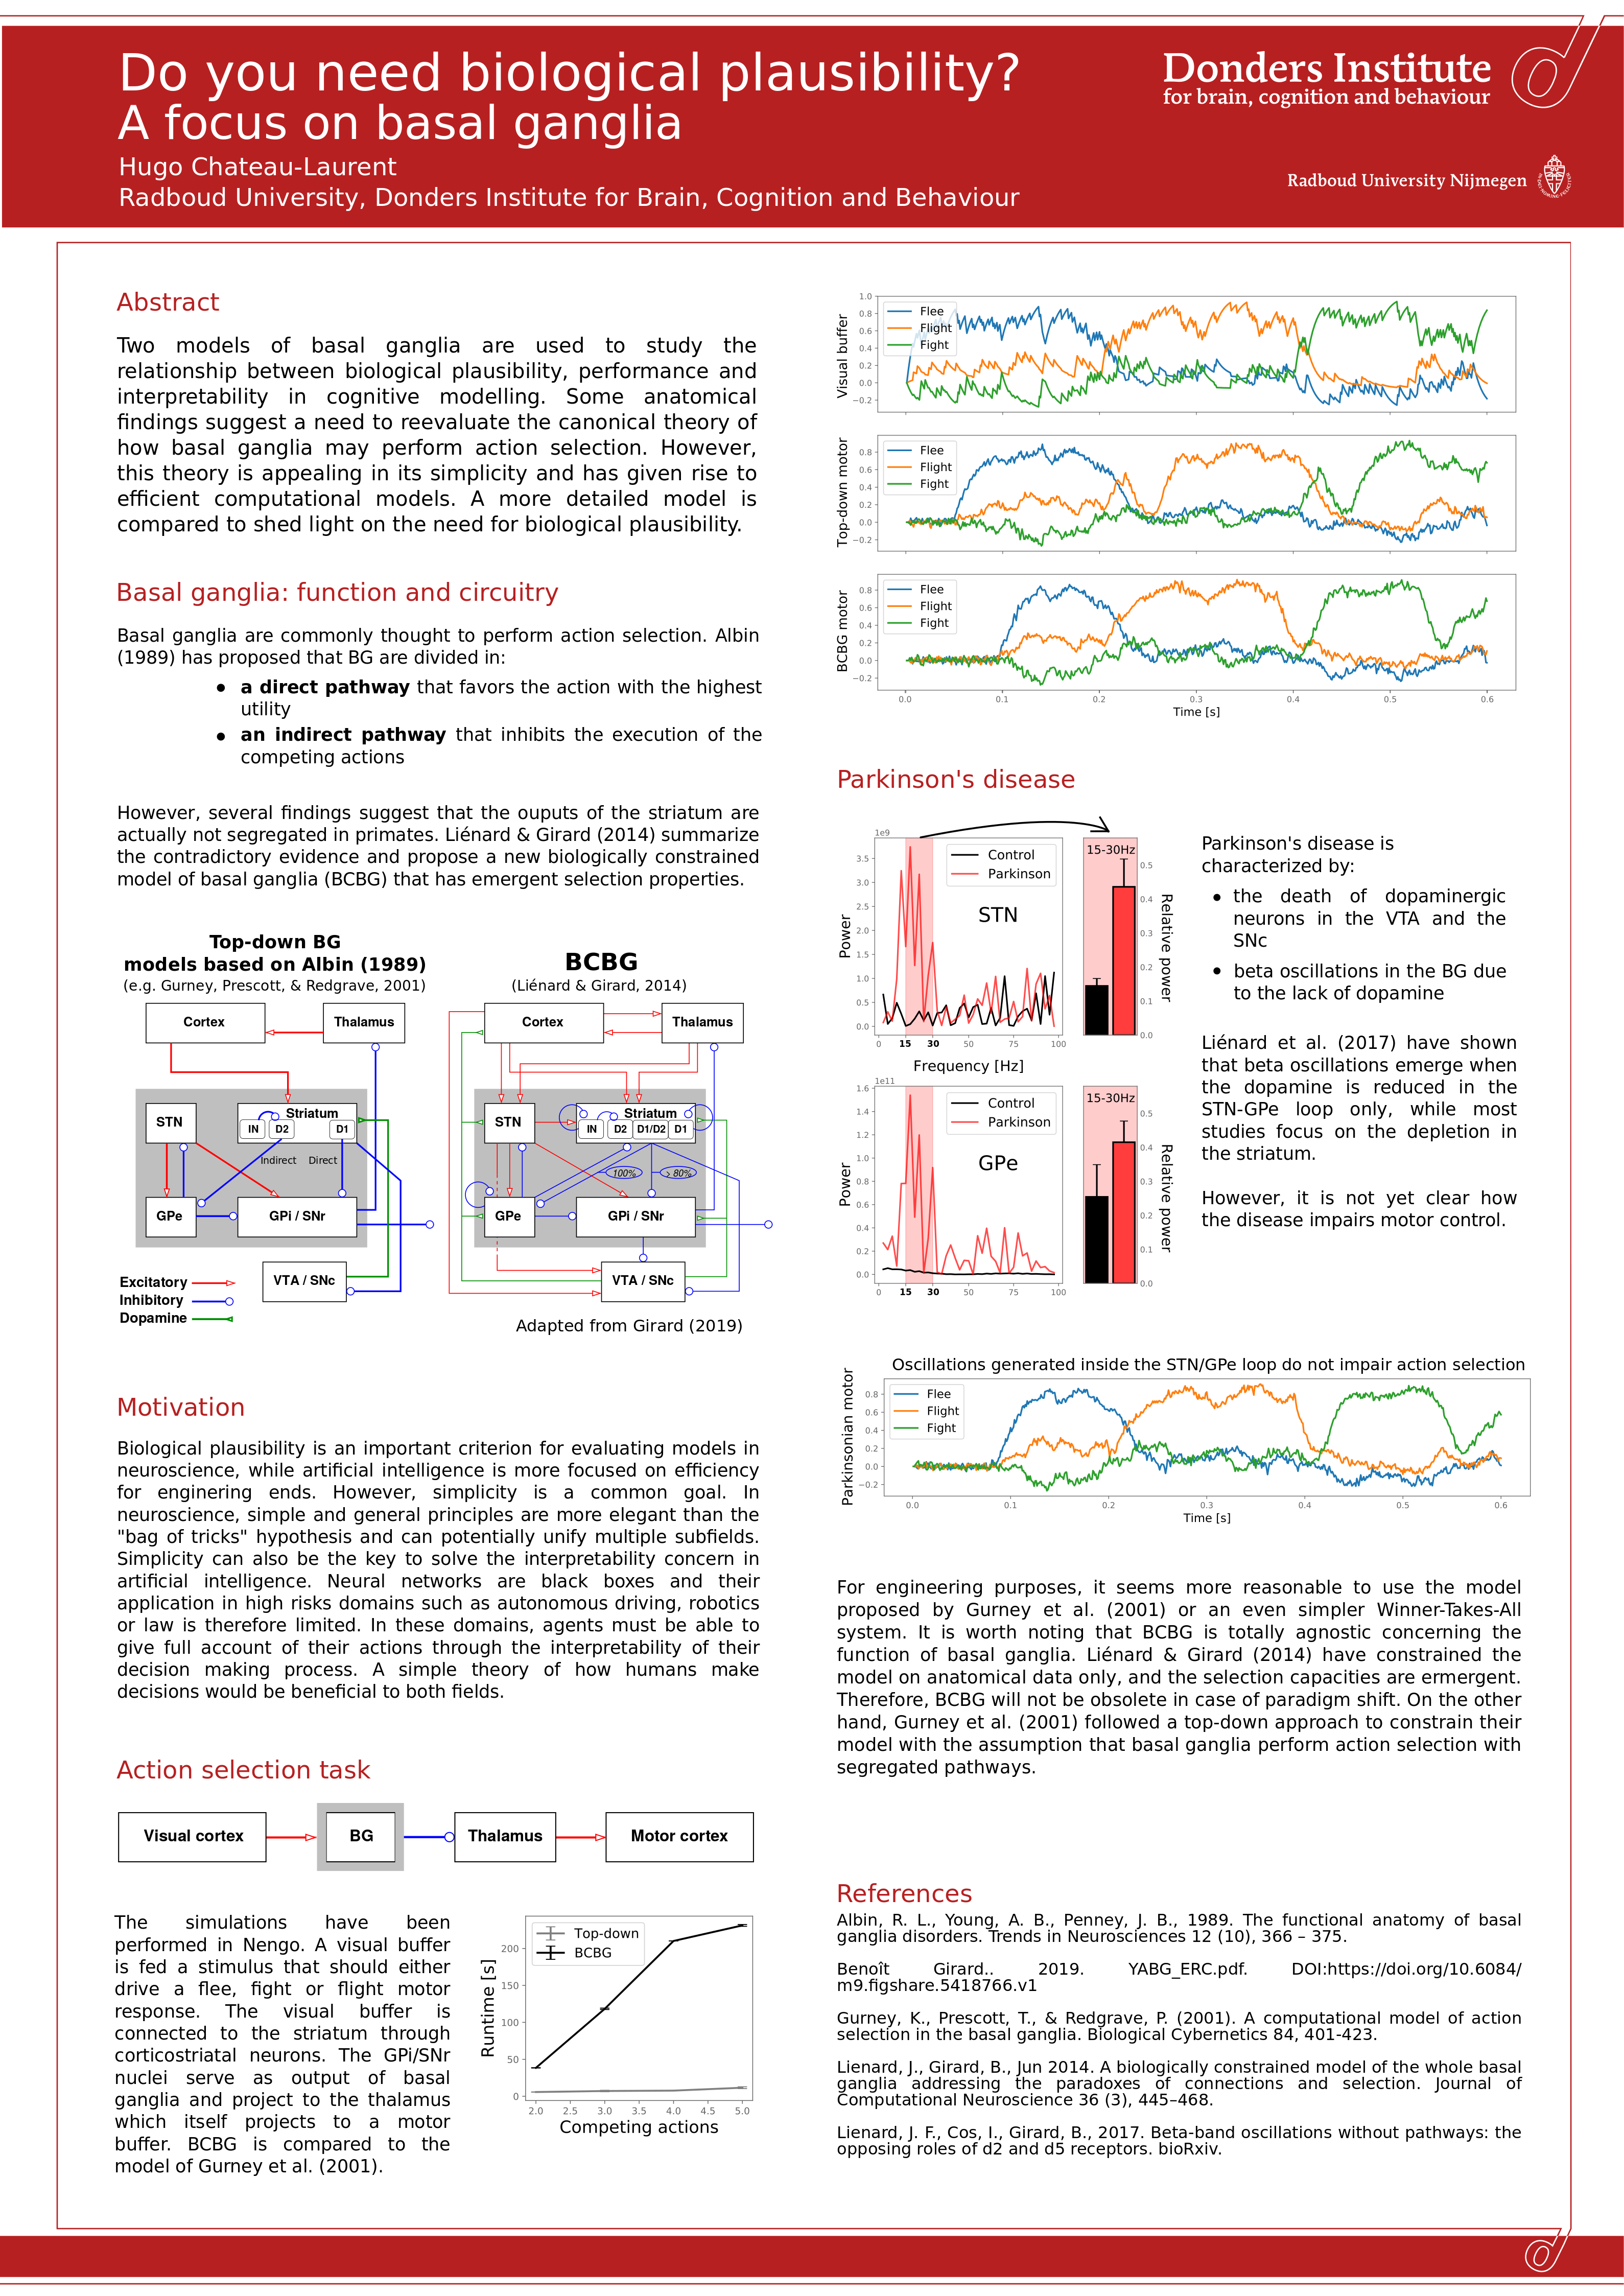 Do you need biological plausibility?
A focus on basal ganglia
Hugo Chateau-Laurent
Radboud University, Donders Institute for Brain, Cognition and Behaviour
Donders Institute
for brain, cognition and behaviour
Radboud University Nijmegen
Abstract
Two models of basal ganglia are used to study the
relationship between biological plausibility, performance and
interpretability in cognitive modelling. Some anatomical
findings suggest a need to reevaluate the canonical theory of
how basal ganglia may perform action selection. However,
this theory is appealing in its simplicity and has given rise to
efficient computational models. A more detailed model is
compared to shed light on the need for biological plausibility.
Basal ganglia: function and circuitry
Basal ganglia are commonly thought to perform action selection. Albin
(1989) has proposed that BG are divided in:
● a direct pathway that favors the action with the highest
utility
● an indirect pathway that inhibits the execution of the
competing actions
However, several findings suggest that the ouputs of the striatum are
actually not segregated in primates. Liénard & Girard (2014) summarize
the contradictory evidence and propose a new biologically constrained
model of basal ganglia (BCBG) that has emergent selection properties.
Top-down BG
models based on Albin (1989)
(e.g. Gurney, Prescott, & Redgrave, 2001)
Cortex
Thalamus
STN
Striatum
IN D2 D1
Indirect Direct
GPe
GPi / SNr
VTA / SNc
Excitatory
Inhibitory
Dopamine
BCBG
(Liénard & Girard, 2014)
Cortex
Thalamus
STN
Striatum
IN D2 D1/D2 D1
100% > 80%
GPe
GPi / SNr
VTA / SNc
Adapted from Girard (2019)
Motivation
Biological plausibility is an important criterion for evaluating models in
neuroscience, while artificial intelligence is more focused on efficiency
for enginering ends. However, simplicity is a common goal. In
neuroscience, simple and general principles are more elegant than the
"bag of tricks" hypothesis and can potentially unify multiple subfields.
Simplicity can also be the key to solve the interpretability concern in
artificial intelligence. Neural networks are black boxes and their
application in high risks domains such as autonomous driving, robotics
or law is therefore limited. In these domains, agents must be able to
give full account of their actions through the interpretability of their
decision making process. A simple theory of how humans make
decisions would be beneficial to both fields.
Action selection task
Visual cortex
BG
Thalamus
Motor cortex
The simulations have been
performed in Nengo. A visual buffer
is fed a stimulus that should either
drive a flee, fight or flight motor
response. The visual buffer is
connected to the striatum through
corticostriatal neurons. The GPi/SNr
nuclei serve as output of basal
ganglia and project to the thalamus
which itself projects to a motor
buffer. BCBG is compared to the
model of Gurney et al. (2001).
Runtime [s]
200
150
100
50
0
Top-down
BCBG
2.0 2.5 3.0 3.5 4.0 4.5 5.0
Competing actions
Visual buffer
1.0
0.8
0.6
0.4
0.2
0.0
−0.2
Flee
Flight
Fight
Top-down motor
0.8
0.6
0.4
0.2
0.0
−0.2
Flee
Flight
Fight
BCBG motor
0.8
0.6
0.4
0.2
0.0
−0.2
Flee
Flight
Fight
0.0 0.1 0.2 0.3 0.4 0.5 0.6
Time [s]
Parkinson's disease
1e9
Power
3.5
3.0
2.5
2.0
1.5
1.0
0.5
0.0
Control
Parkinson
STN
0 15 30 50 75 100
Frequency [Hz]
15-30Hz
0.5
0.4
0.3
0.2
0.1
0.0
Relative power
1e11
Power
1.6
1.4
1.2
1.0
0.8
0.6
0.4
0.2
0.0
Control
Parkinson
GPe
0 15 30 50 75 100
15-30Hz
0.5
0.4
0.3
0.2
0.1
0.0
Relative power
Parkinson's disease is
characterized by:
● the death of dopaminergic
neurons in the VTA and the
SNc
● beta oscillations in the BG due
to the lack of dopamine
Liénard et al. (2017) have shown
that beta oscillations emerge when
the dopamine is reduced in the
STN-GPe loop only, while most
studies focus on the depletion in
the striatum.
However, it is not yet clear how
the disease impairs motor control.
Oscillations generated inside the STN/GPe loop do not impair action selection
Parkinsonian motor
0.8
0.6
0.4
0.2
0.0
−0.2
Flee
Flight
Fight
0.0 0.1 0.2 0.3 0.4 0.5 0.6
Time [s]
For engineering purposes, it seems more reasonable to use the model
proposed by Gurney et al. (2001) or an even simpler Winner-Takes-All
system. It is worth noting that BCBG is totally agnostic concerning the
function of basal ganglia. Liénard & Girard (2014) have constrained the
model on anatomical data only, and the selection capacities are ermergent.
Therefore, BCBG will not be obsolete in case of paradigm shift. On the other
hand, Gurney et al. (2001) followed a top-down approach to constrain their
model with the assumption that basal ganglia perform action selection with
segregated pathways.
References
Albin, R. L., Young, A. B., Penney, J. B., 1989. The functional anatomy of basal
ganglia disorders. Trends in Neurosciences 12 (10), 366 – 375.
Benoît Girard.. 2019. YABG_ERC.pdf. DOI:https://doi.org/10.6084/
m9.figshare.5418766.v1
Gurney, K., Prescott, T., & Redgrave, P. (2001). A computational model of action
selection in the basal ganglia. Biological Cybernetics 84, 401-423.
Lienard, J., Girard, B., Jun 2014. A biologically constrained model of the whole basal
ganglia addressing the paradoxes of connections and selection. Journal of
Computational Neuroscience 36 (3), 445–468.
Lienard, J. F., Cos, I., Girard, B., 2017. Beta-band oscillations without pathways: the
opposing roles of d2 and d5 receptors. bioRxiv.